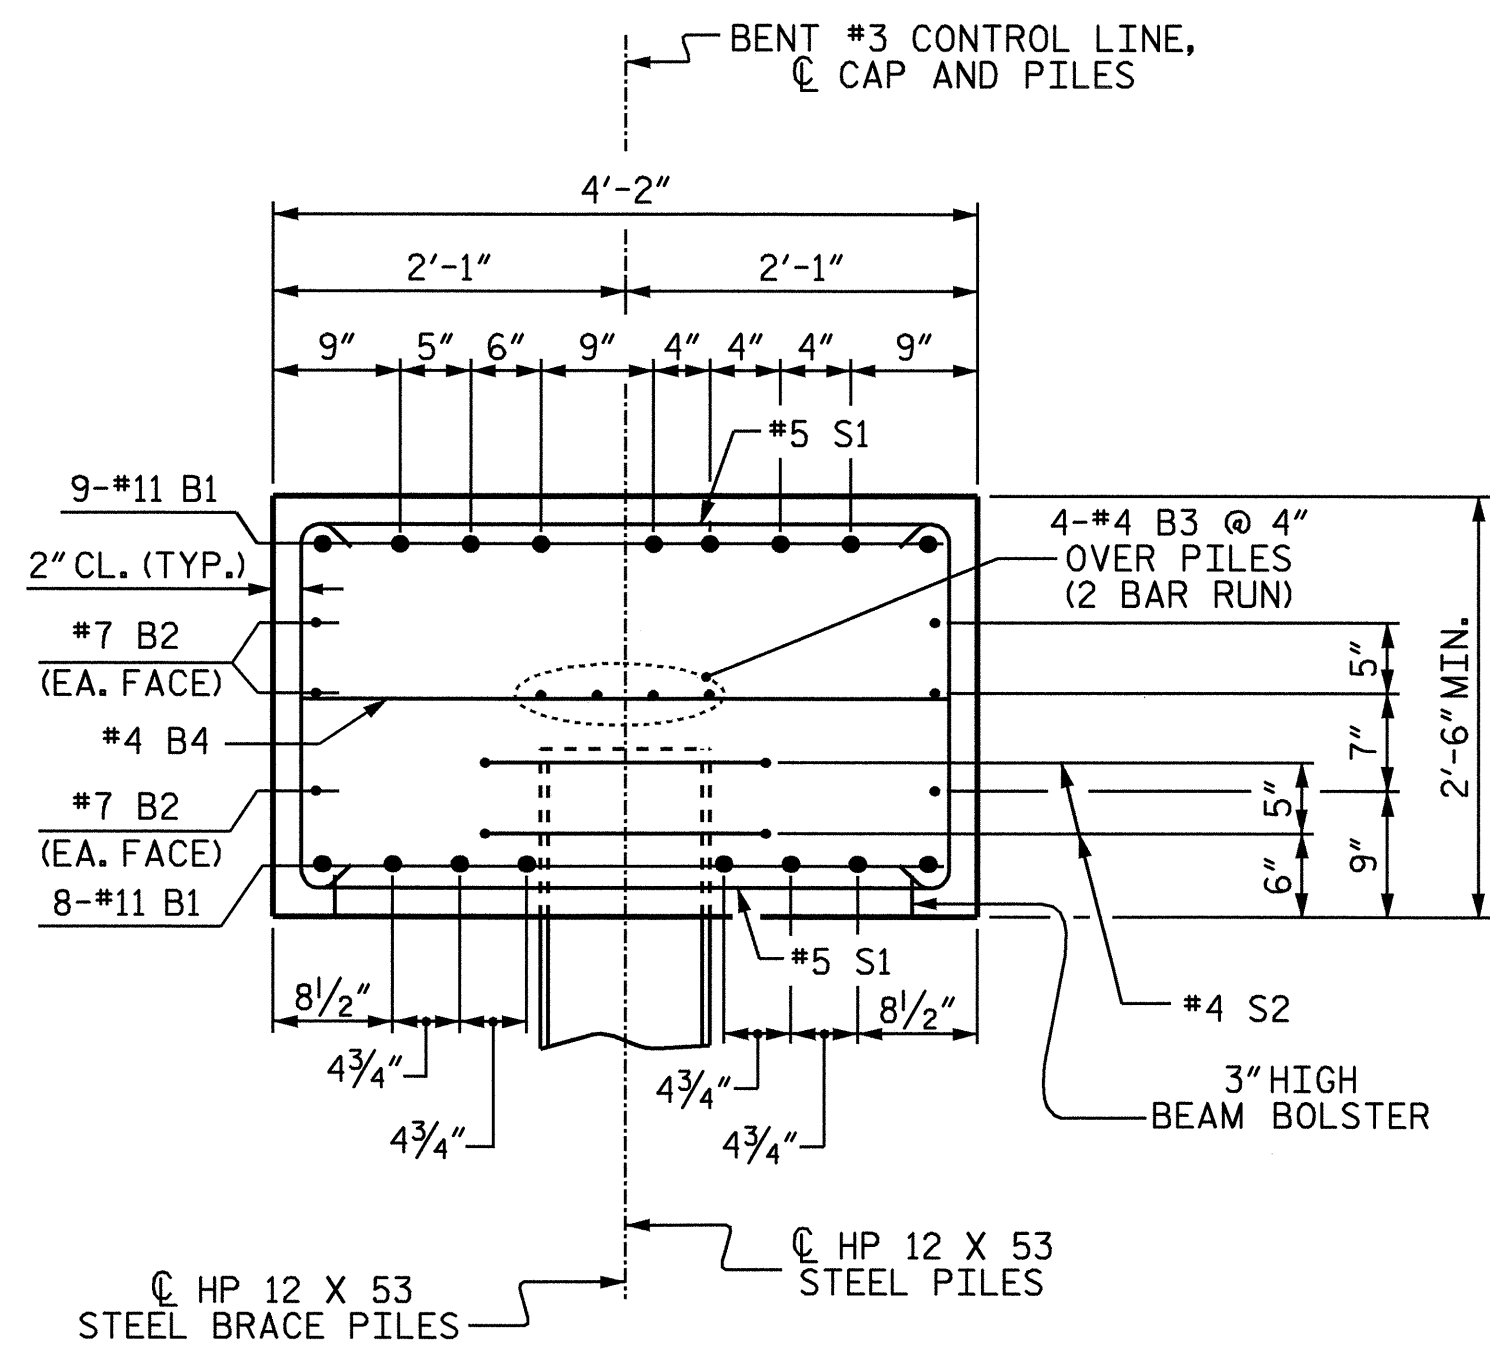 BENT #3 CONTROL LINE,
℄ CAP AND PILES
4'-2"
2'-1" 2'-1"
9" 5" 6" 9" 4" 4" 4" 9"
#5 S1
9-#11 B1
2" CL. (TYP.)
#7 B2
(EA. FACE)
#4 B4
#7 B2
(EA. FACE)
8-#11 B1
4-#4 B3 @ 4"
OVER PILES
(2 BAR RUN)
5"
7"
9"
5"
6"
2'-6" MIN.
#5 S1
#4 S2
3" HIGH
BEAM BOLSTER
8½" 8½"
4¾" 4¾"
4¾" 4¾"
℄ HP 12 X 53
STEEL PILES
℄ HP 12 X 53
STEEL BRACE PILES